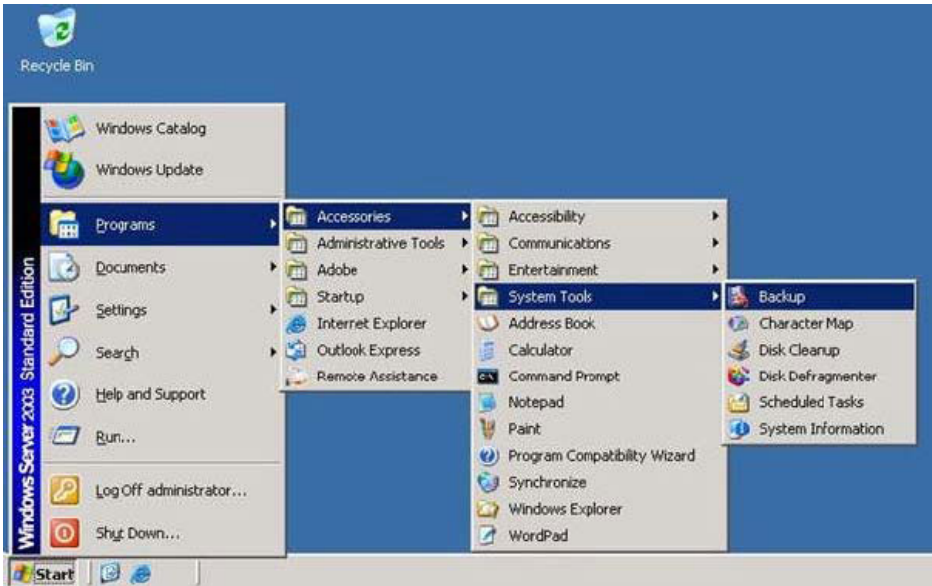 Recycle Bin
Windows Server 2003 Standard Edition
Windows Catalog
Windows Update
Programs
Documents
Settings
Search
Help and Support
Run...
Log Off administrator...
Shut Down...
Accessories
Administrative Tools
Adobe
Startup
Internet Explorer
Outlook Express
Remote Assistance
Accessibility
Communications
Entertainment
System Tools
Address Book
Calculator
Command Prompt
Notepad
Paint
Program Compatibility Wizard
Synchronize
Windows Explorer
WordPad
Backup
Character Map
Disk Cleanup
Disk Defragmenter
Scheduled Tasks
System Information
Start